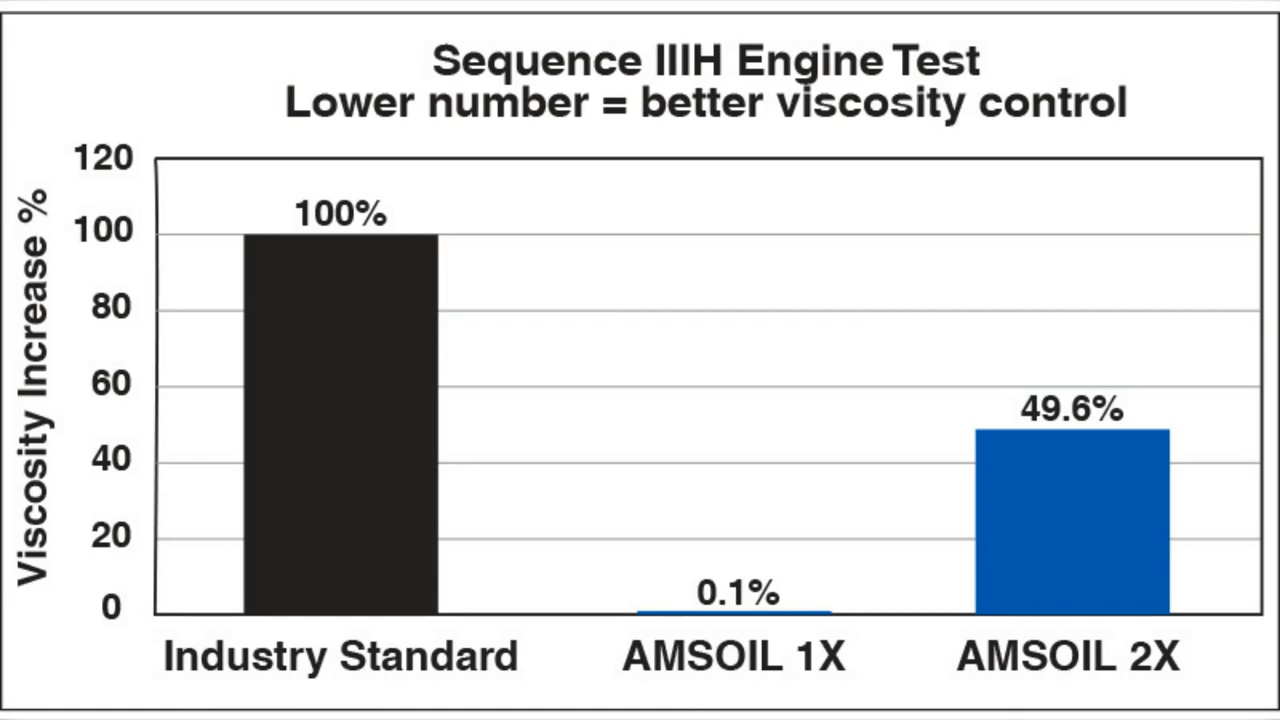 Sequence IIIH Engine Test
Lower number = better viscosity control
Viscosity Increase %
120
100
80
60
40
20
0
100%
0.1%
49.6%
Industry Standard
AMSOIL 1X
AMSOIL 2X